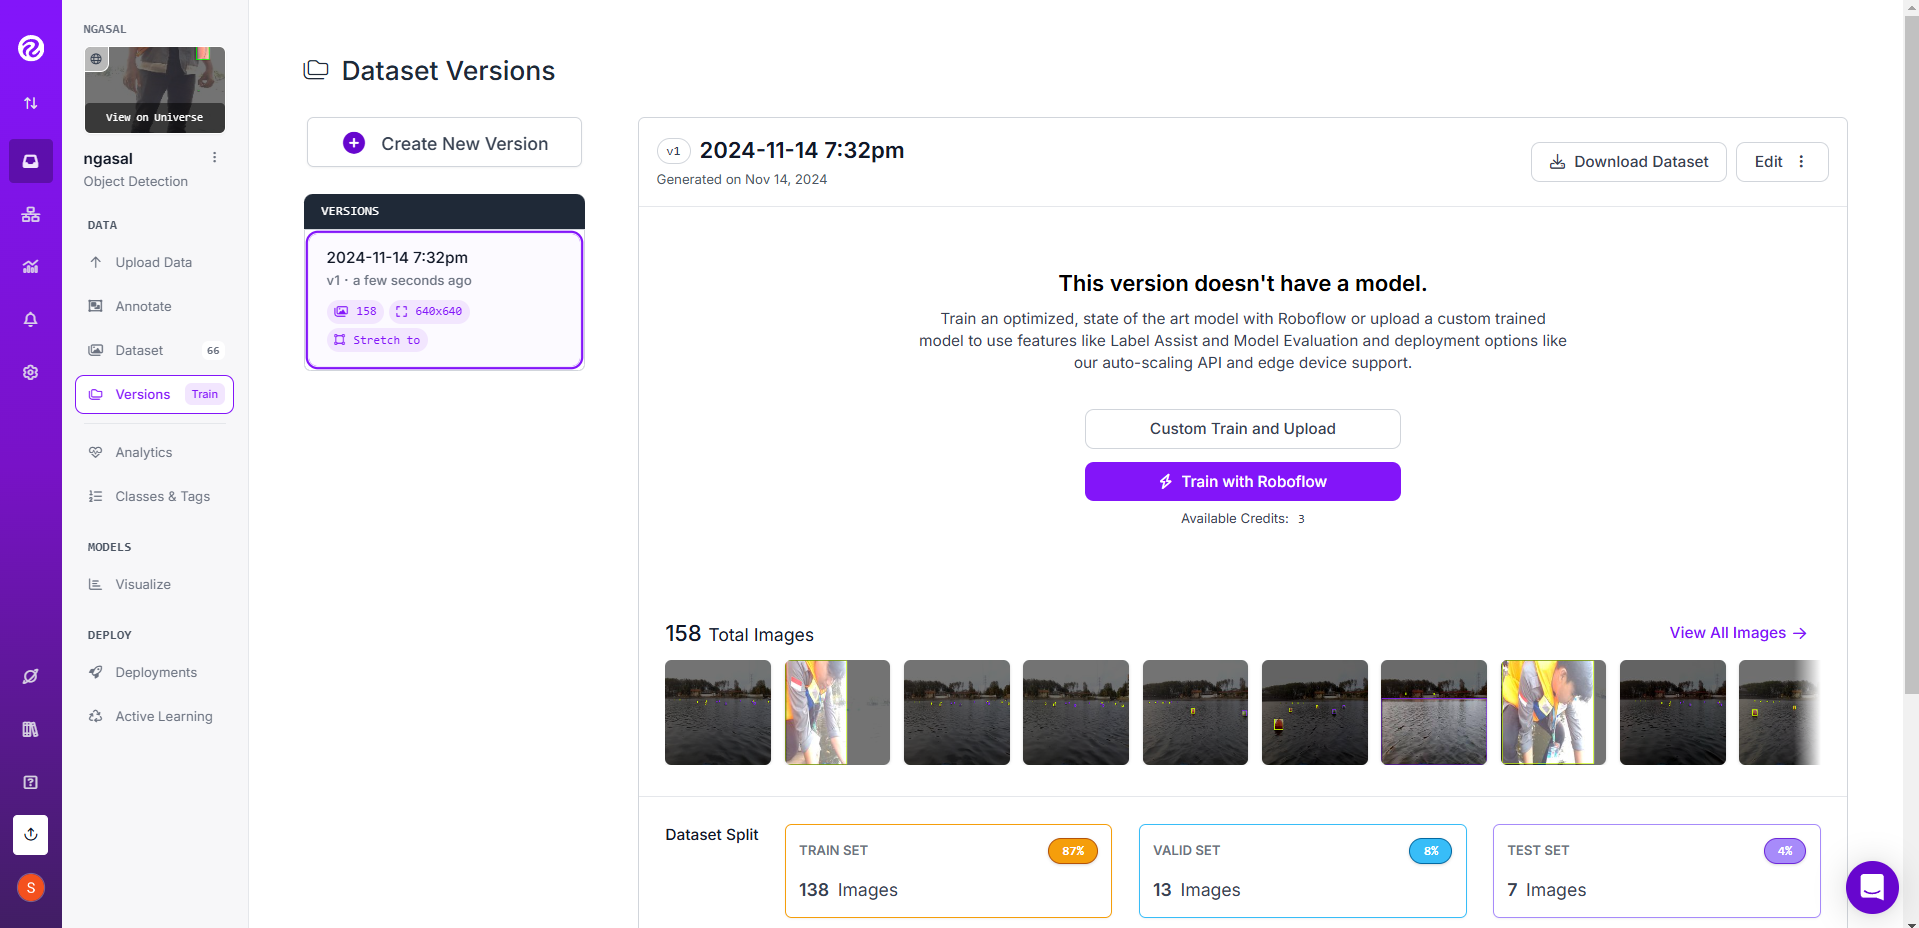 NGASAL
View on Universe
ngasal
Object Detection
DATA
Upload Data
Annotate
Dataset 66
Versions Train
Analytics
Classes & Tags
MODELS
Visualize
DEPLOY
Deployments
Active Learning
S
Dataset Versions
Create New Version
VERSIONS
2024-11-14 7:32pm
v1 · a few seconds ago
158 640x640
Stretch to
v1 2024-11-14 7:32pm
Generated on Nov 14, 2024
Download Dataset
Edit
This version doesn't have a model.
Train an optimized, state of the art model with Roboflow or upload a custom trained
model to use features like Label Assist and Model Evaluation and deployment options like
our auto-scaling API and edge device support.
Custom Train and Upload
Train with Roboflow
Available Credits: 3
158 Total Images
View All Images →
Dataset Split
TRAIN SET 87%
138 Images
VALID SET 8%
13 Images
TEST SET 4%
7 Images